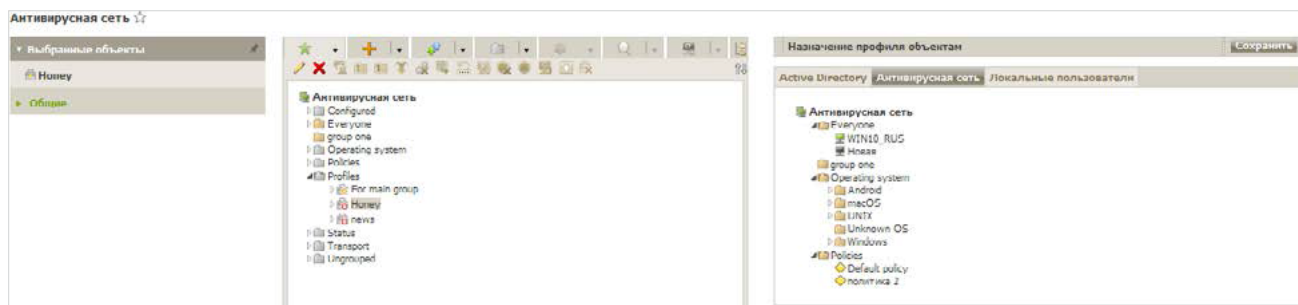 Антивирусная сеть
Выбранные объекты
Honey
Общие
Антивирусная сеть
Configured
Everyone
group one
Operating system
Policies
Profiles
For main group
Honey
news
Status
Transport
Ungrouped
Назначение профиля объектам
Сохранить
Active Directory Антивирусная сеть Локальные пользователи
Антивирусная сеть
Everyone
WIN10_RUS
Новая
group one
Operating system
Android
macOS
UNIX
Unknown OS
Windows
Policies
Default policy
политика 2